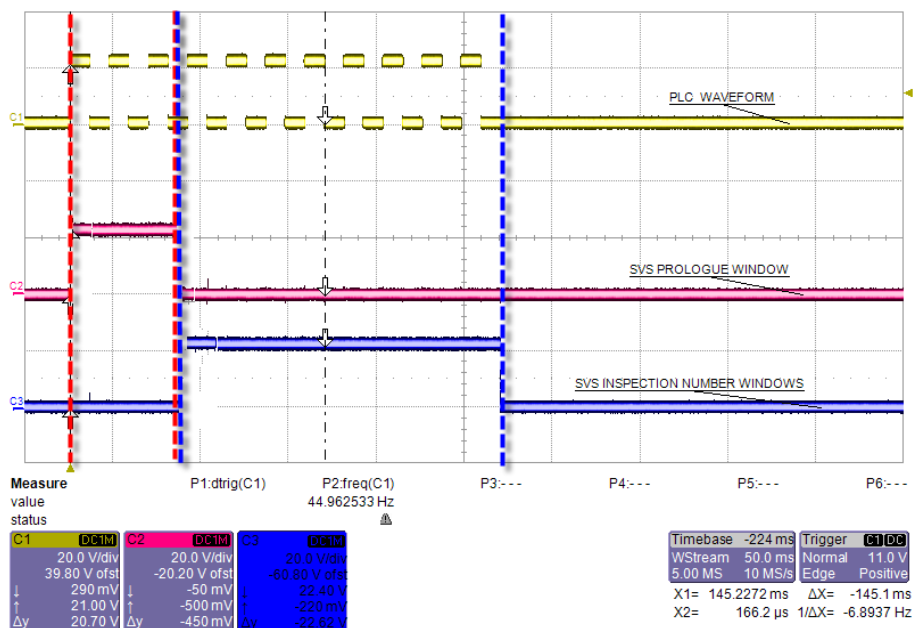 PLC WAVEFORM
C1
SVS PROLOGUE WINDOW
C2
SVS INSPECTION NUMBER WINDOWS
C3
Measure P1:dtrig(C1) P2:freq(C1) P3:--- P4:--- P5:--- P6:---
value 44.962533 Hz
status
C1 DC1M
20.0 V/div
39.80 V ofst
↓ 290 mV
↑ 21.00 V
Δy 20.70 V
C2 DC1M
20.0 V/div
-20.20 V ofst
↓ -50 mV
↑ -500 mV
Δy -450 mV
C3 DC1M
20.0 V/div
-60.80 V ofst
↓ 22.40 V
↑ -220 mV
Δy -22.62 V
Timebase -224 ms
WStream 50.0 ms
5.00 MS 10 MS/s
Trigger C1 DC
Normal 11.0 V
Edge Positive
X1= 145.2272 ms ΔX= -145.1 ms
X2= 166.2 µs 1/ΔX= -6.8937 Hz